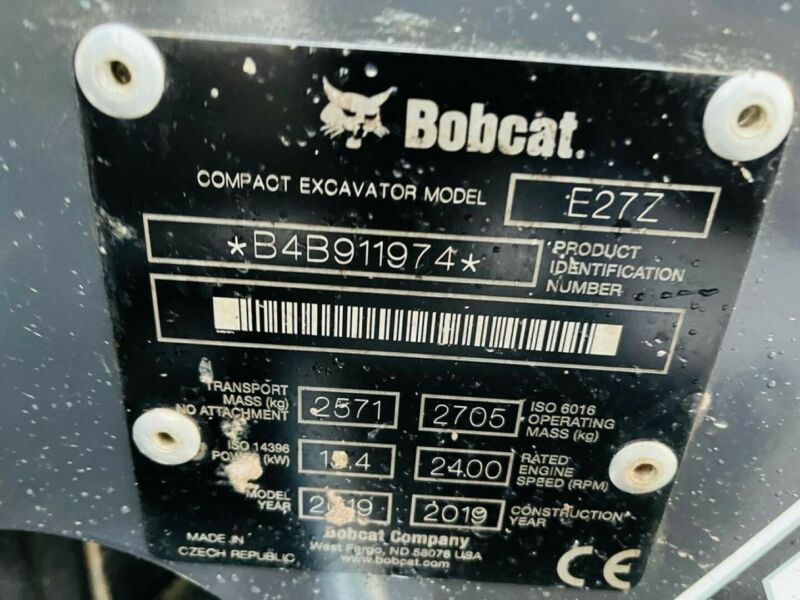 Bobcat.
COMPACT EXCAVATOR MODEL E27Z
*B4B911974* PRODUCT IDENTIFICATION NUMBER
TRANSPORT MASS (kg) NO ATTACHMENT 2571 2705 ISO 6016 OPERATING MASS (kg)
ISO 14396 POWER (kW) 2400 RATED ENGINE SPEED (RPM)
MODEL YEAR 2019 2019 CONSTRUCTION YEAR
Bobcat Company
West Fargo, ND 58078 USA
www.bobcat.com
MADE IN CZECH REPUBLIC
CE